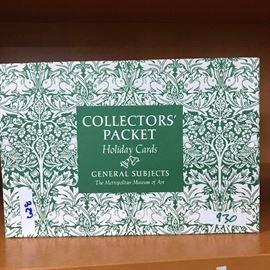 COLLECTORS'
PACKET
Holiday Cards
GENERAL SUBJECTS
The Metropolitan Museum of Art
930